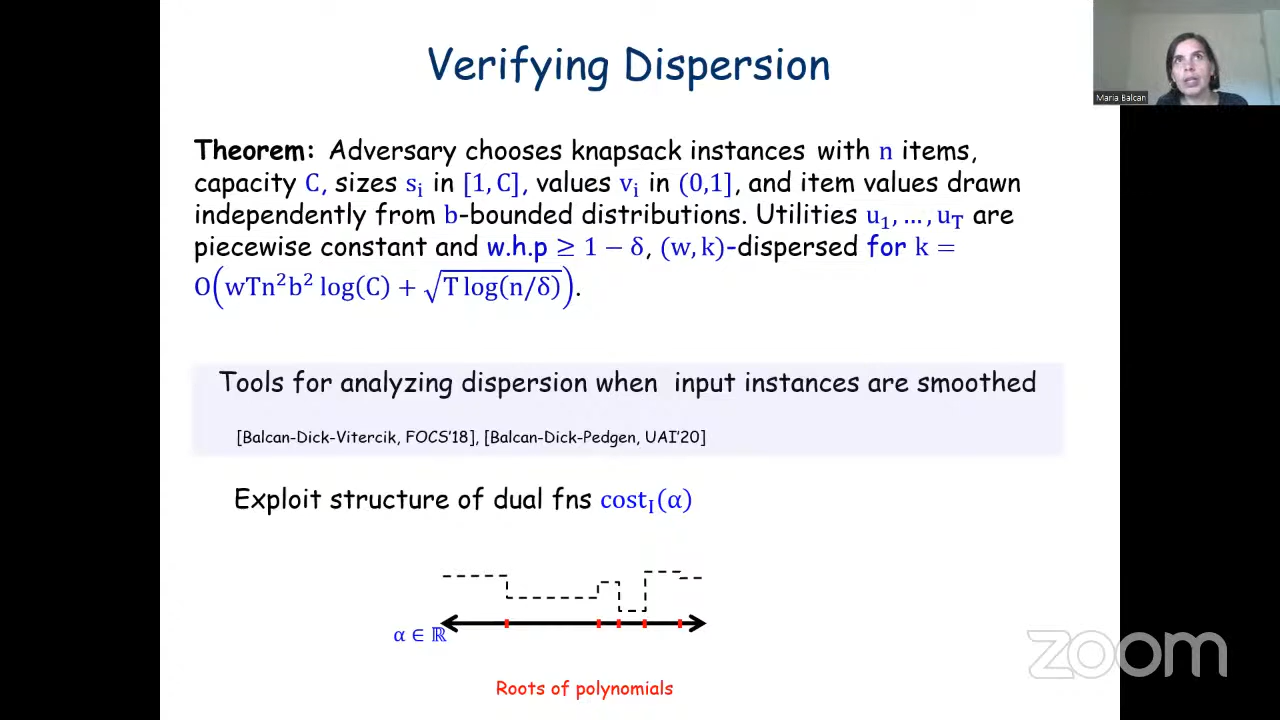 Verifying Dispersion
Maria Balcan
Theorem: Adversary chooses knapsack instances with n items,
capacity C, sizes sᵢ in [1, C], values vᵢ in (0,1], and item values drawn
independently from b-bounded distributions. Utilities u₁, …, u_T are
piecewise constant and w.h.p ≥ 1 − δ, (w, k)-dispersed for k =
O(wTn²b² log(C) + √(T log(n/δ))).
Tools for analyzing dispersion when input instances are smoothed
[Balcan-Dick-Vitercik, FOCS'18], [Balcan-Dick-Pedgen, UAI'20]
Exploit structure of dual fns cost_I(α)
α ∈ ℝ
Roots of polynomials
zoom